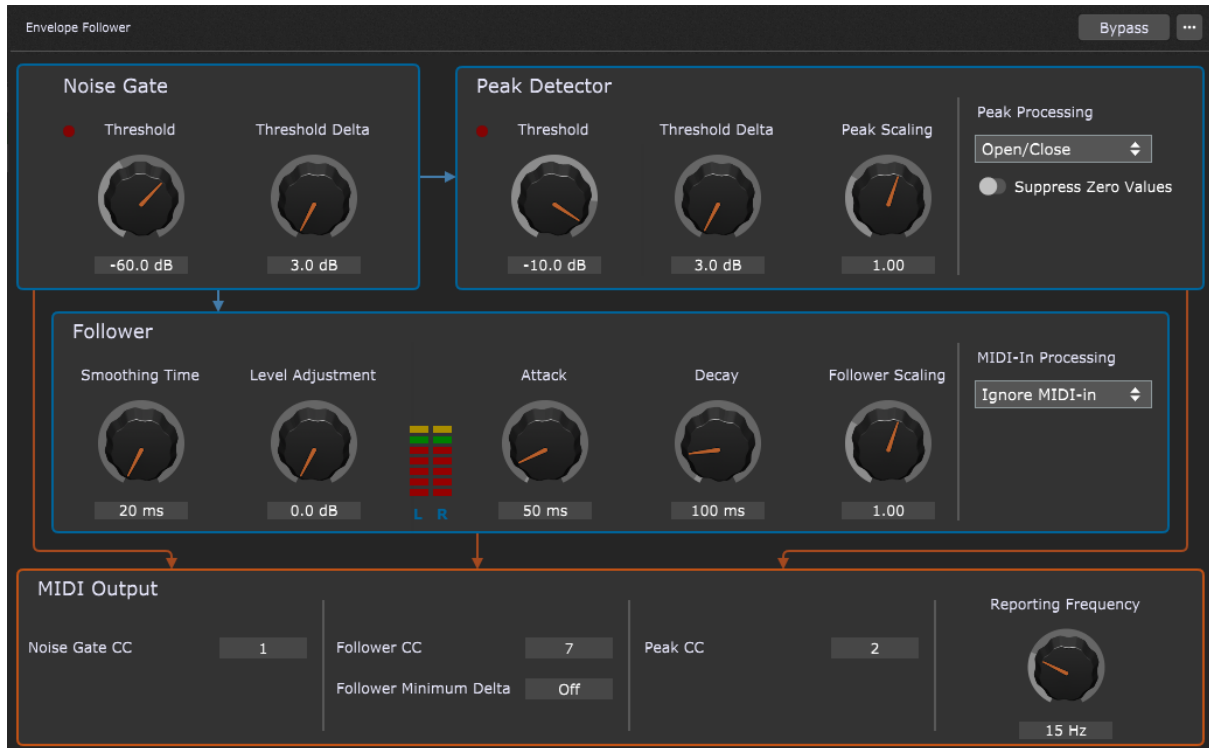 Envelope Follower
Bypass
...
Noise Gate
Threshold
Threshold Delta
-60.0 dB
3.0 dB
Peak Detector
Threshold
Threshold Delta
Peak Scaling
-10.0 dB
3.0 dB
1.00
Peak Processing
Open/Close
Suppress Zero Values
Follower
Smoothing Time
Level Adjustment
Attack
Decay
Follower Scaling
20 ms
0.0 dB
L R
50 ms
100 ms
1.00
MIDI-In Processing
Ignore MIDI-in
MIDI Output
Noise Gate CC
1
Follower CC
7
Follower Minimum Delta
Off
Peak CC
2
Reporting Frequency
15 Hz